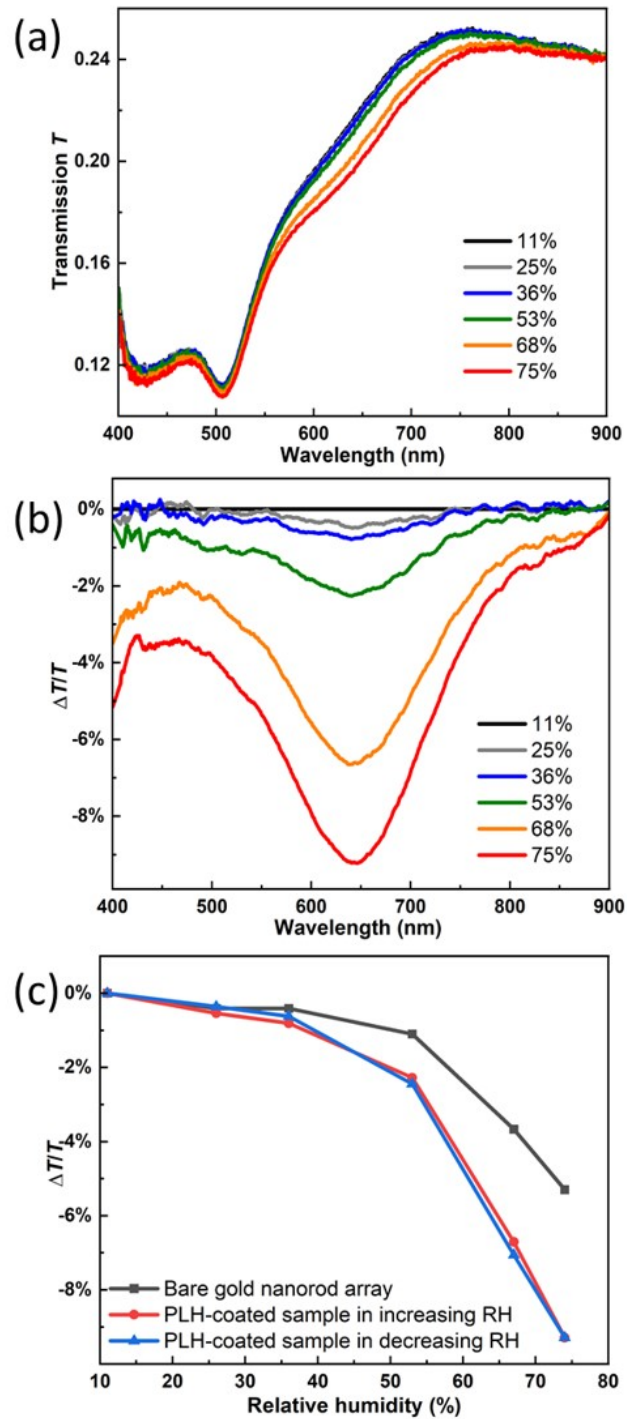 (a)
Transmission T
0.24
0.20
0.16
0.12
11%
25%
36%
53%
68%
75%
400 500 600 700 800 900
Wavelength (nm)
(b)
ΔT/T
0%
-2%
-4%
-6%
-8%
11%
25%
36%
53%
68%
75%
400 500 600 700 800 900
Wavelength (nm)
(c)
ΔT/T
0%
-2%
-4%
-6%
-8%
Bare gold nanorod array
PLH-coated sample in increasing RH
PLH-coated sample in decreasing RH
10 20 30 40 50 60 70 80
Relative humidity (%)